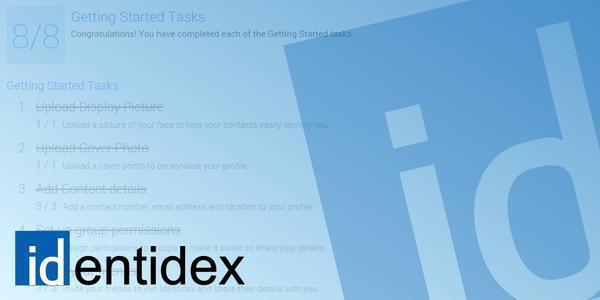 8/8
Getting Started Tasks
Congratulations! You have completed each of the Getting Started tasks.
Getting Started Tasks
1. Upload Display Picture
1 / 1 Upload a picture of your face to help your contacts easily identify you
2. Upload Cover Photo
1 / 1 Upload a cover photo to personalise your profile
3. Add Contact details
3 / 3 Add a contact number, email address and location to your profile
4. Set up group permissions
permissions groups make it easier to share your details
identidex
3 / 3 Invite your friends to join Identidex and share their details with you
id